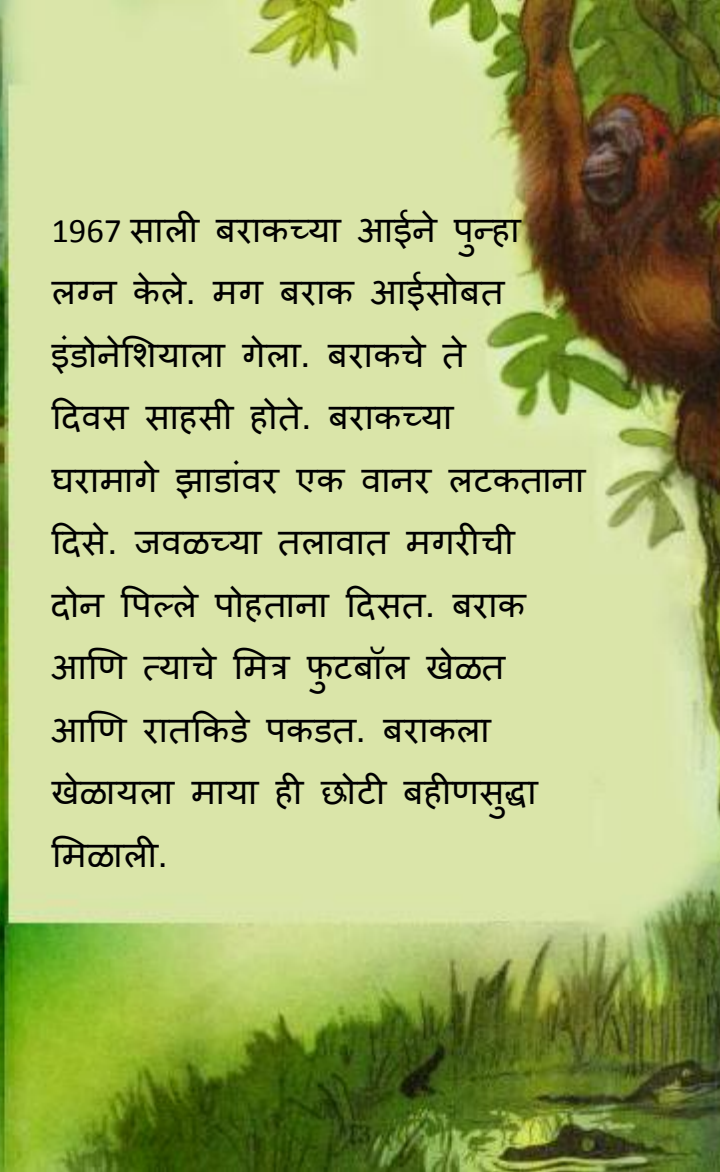 1967 साली बराकच्या आईने पुन्हा
लग्न केले. मग बराक आईसोबत
इंडोनेशियाला गेला. बराकचे ते
दिवस साहसी होते. बराकच्या
घरामागे झाडांवर एक वानर लटकताना
दिसे. जवळच्या तलावात मगरीची
दोन पिल्ले पोहताना दिसत. बराक
आणि त्याचे मित्र फुटबॉल खेळत
आणि रातकिडे पकडत. बराकला
खेळायला माया ही छोटी बहीणसुद्धा
मिळाली.
13